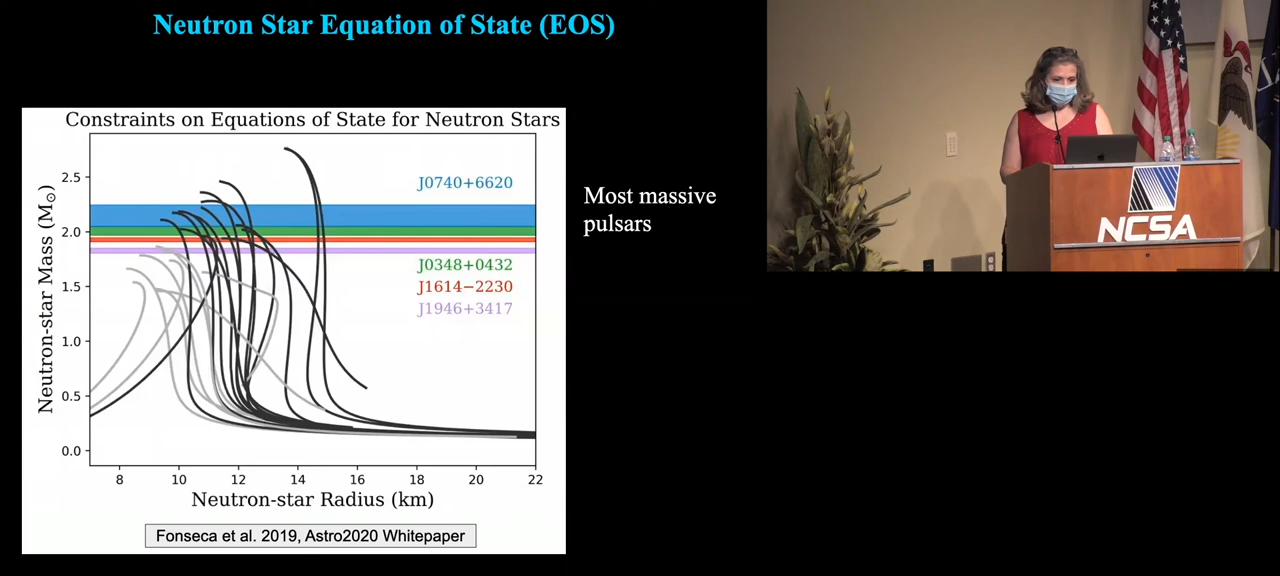 Neutron Star Equation of State (EOS)
Constraints on Equations of State for Neutron Stars
Neutron-star Mass (M⊙)
2.5
2.0
1.5
1.0
0.5
0.0
J0740+6620
J0348+0432
J1614−2230
J1946+3417
8 10 12 14 16 18 20 22
Neutron-star Radius (km)
Fonseca et al. 2019, Astro2020 Whitepaper
Most massive
pulsars
NCSA